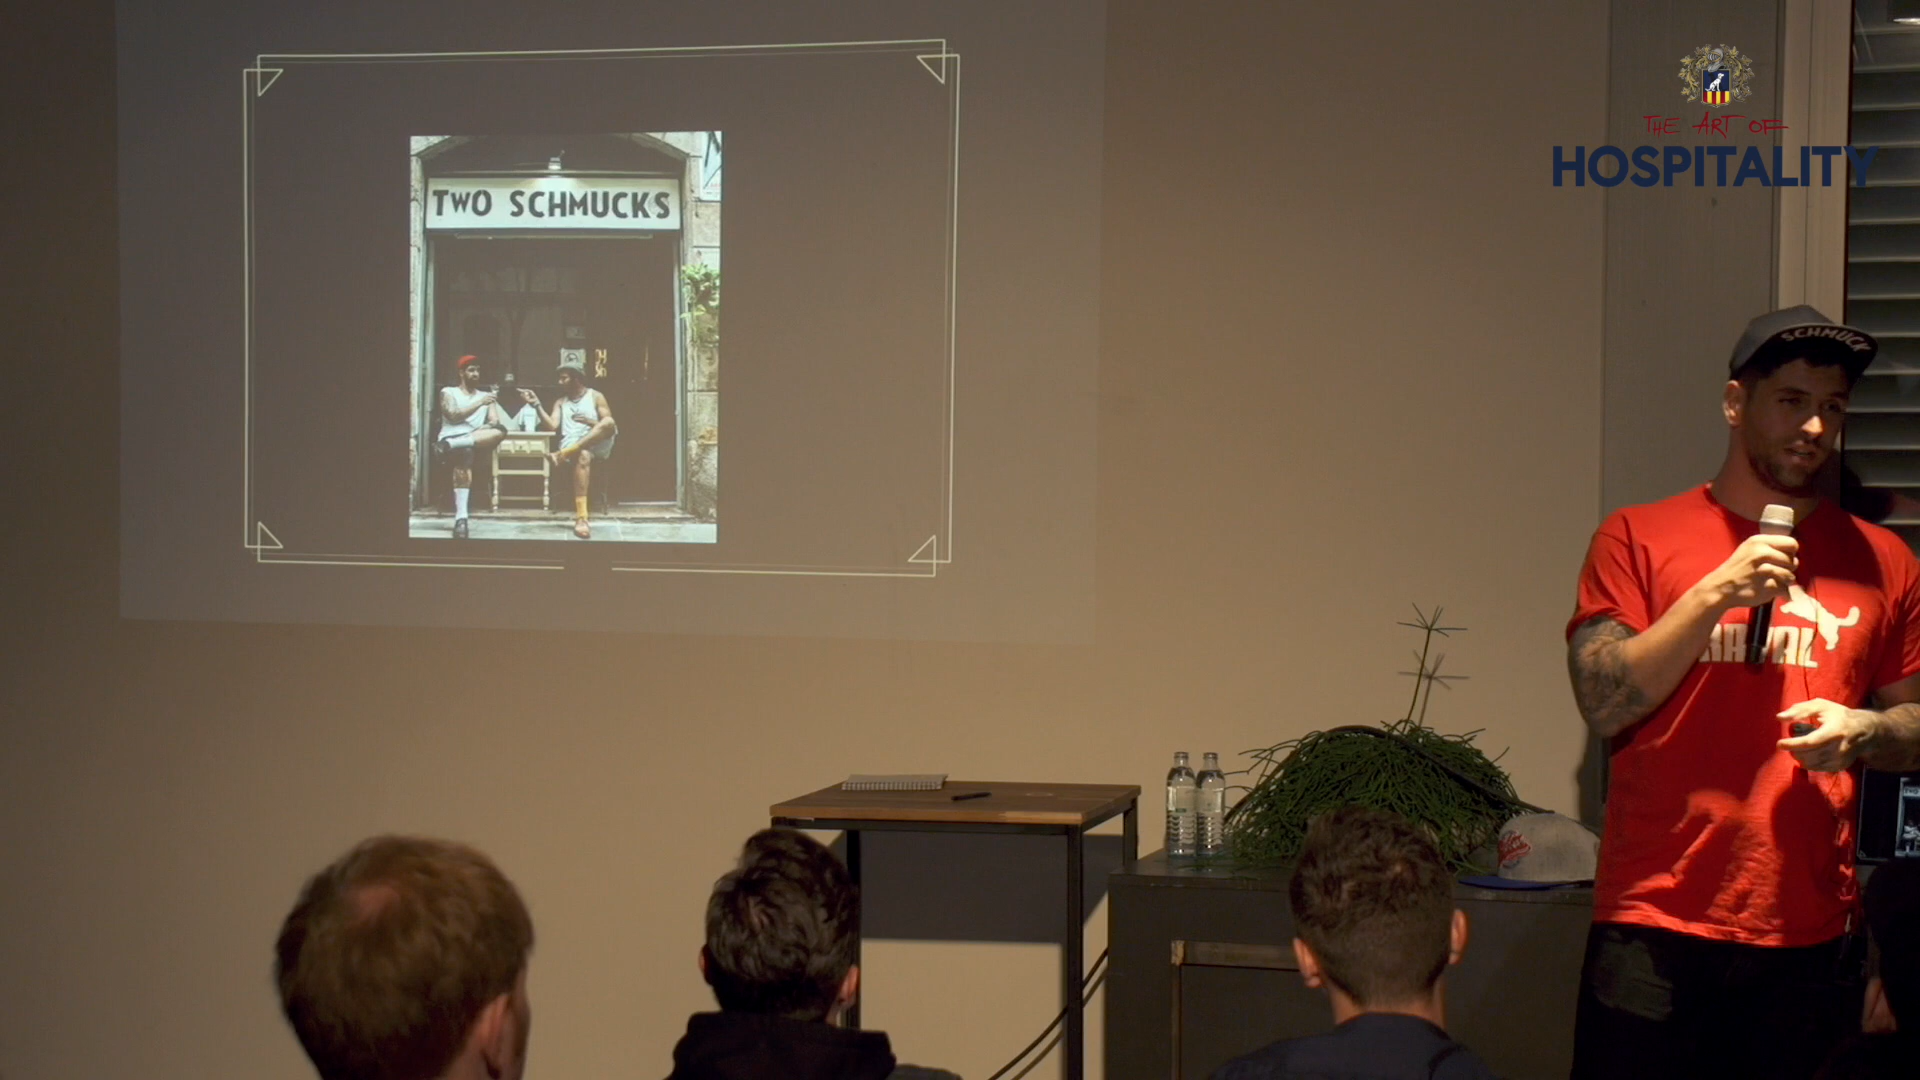 TWO SCHMUCKS
THE ART OF
HOSPITALITY
SCHMUCK
RAVAL